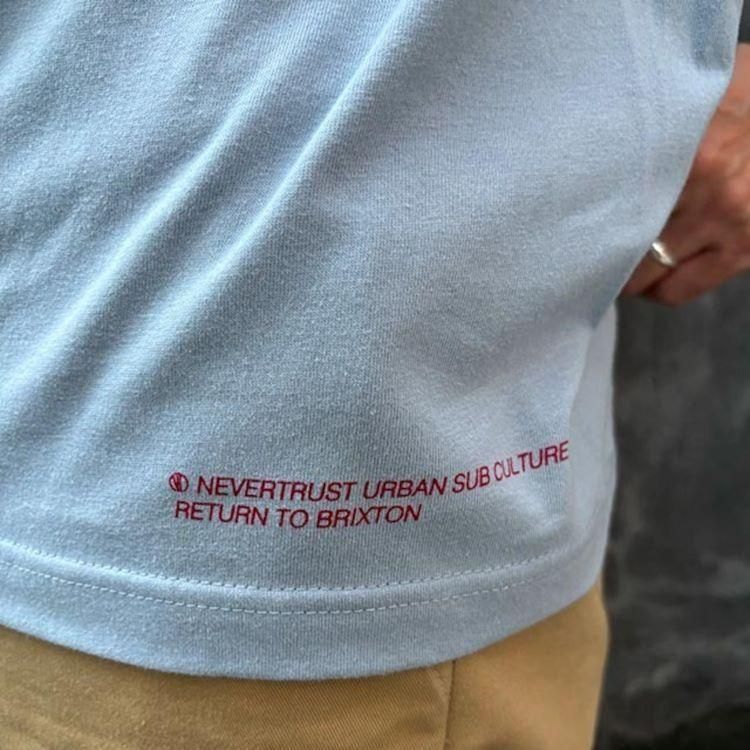 NEVERTRUST URBAN SUB CULTURE
RETURN TO BRIXTON